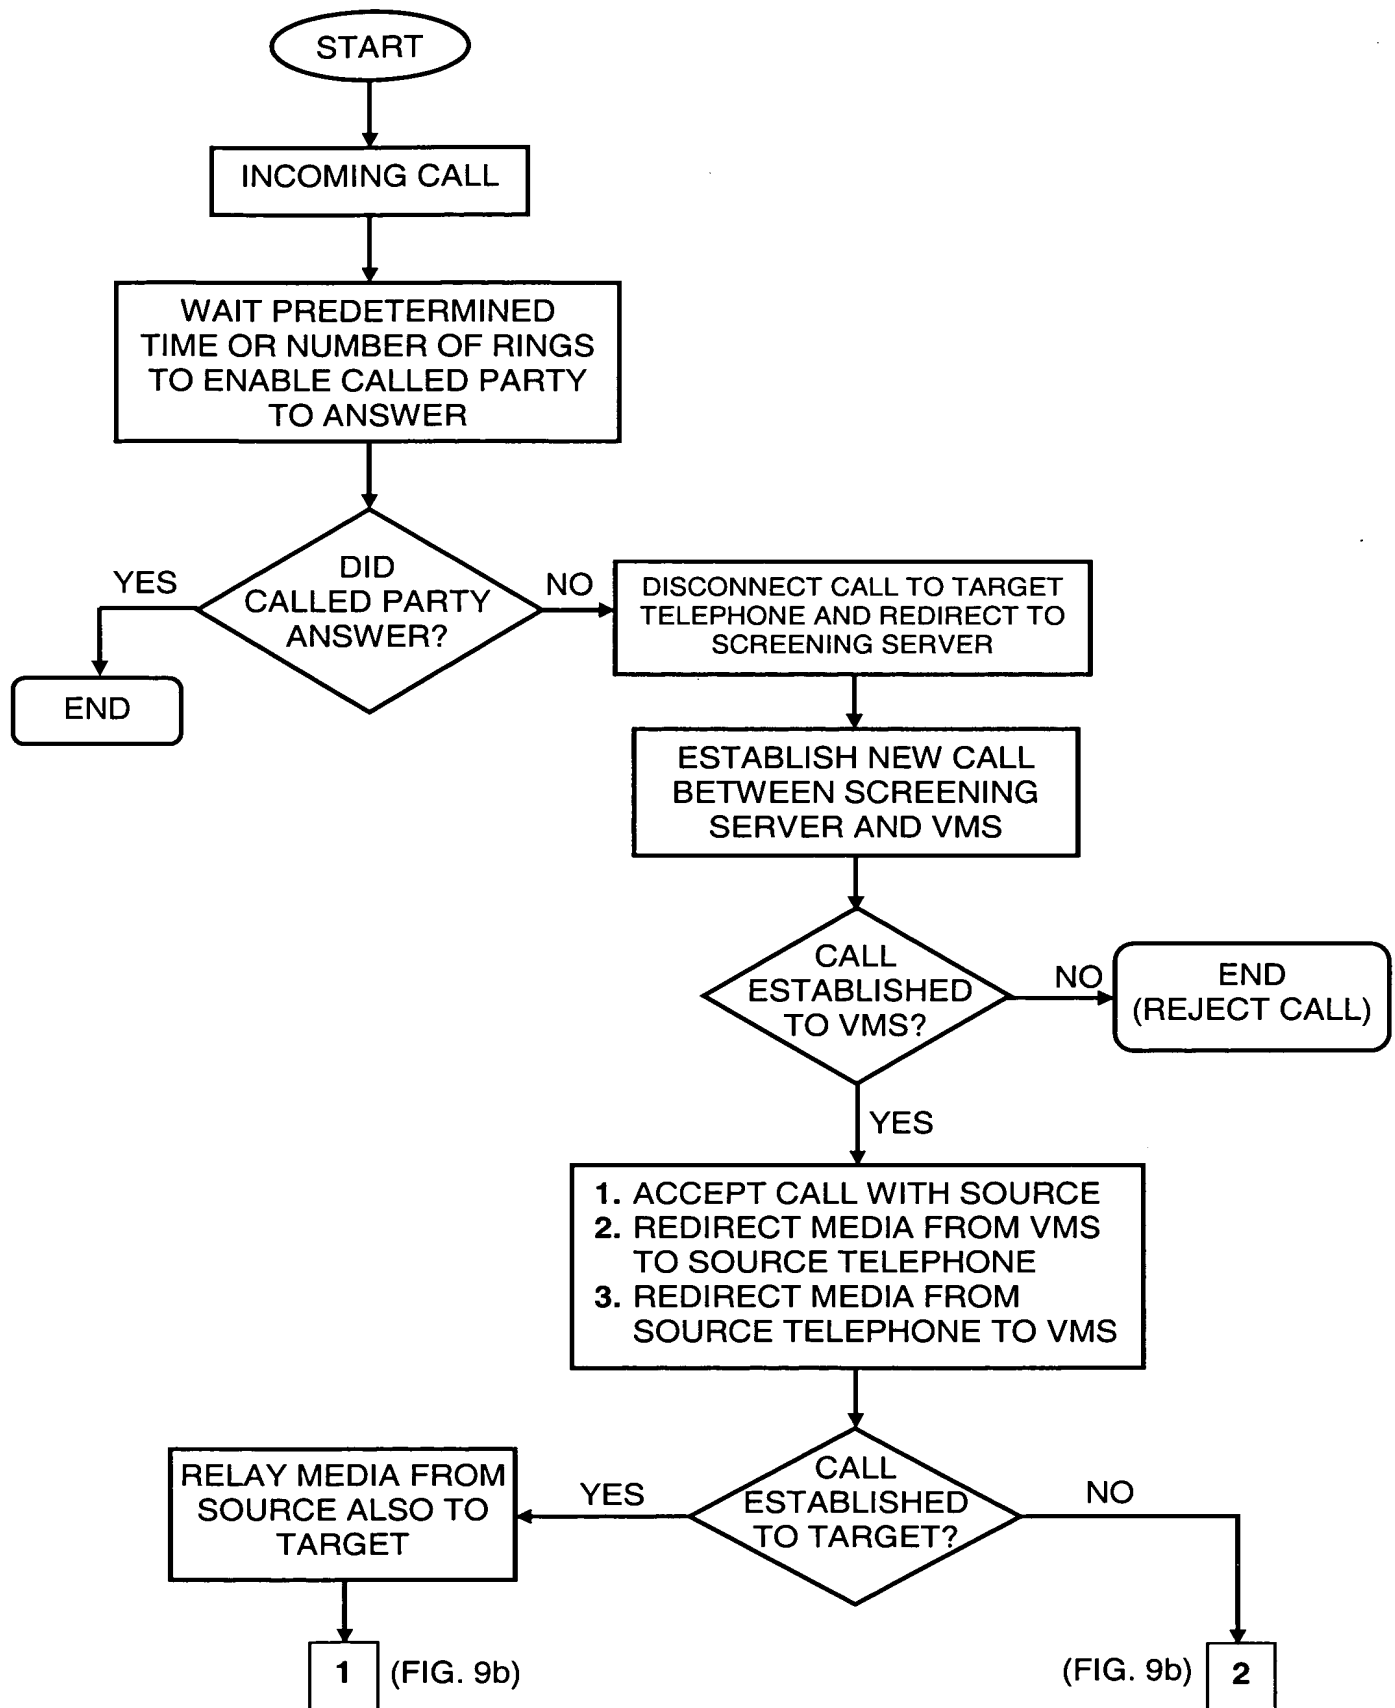 START
INCOMING CALL
WAIT PREDETERMINED
TIME OR NUMBER OF RINGS
TO ENABLE CALLED PARTY
TO ANSWER
DID
CALLED PARTY
ANSWER?
YES
NO
END
DISCONNECT CALL TO TARGET
TELEPHONE AND REDIRECT TO
SCREENING SERVER
ESTABLISH NEW CALL
BETWEEN SCREENING
SERVER AND VMS
CALL
ESTABLISHED
TO VMS?
NO
END
(REJECT CALL)
YES
1. ACCEPT CALL WITH SOURCE
2. REDIRECT MEDIA FROM VMS
TO SOURCE TELEPHONE
3. REDIRECT MEDIA FROM
SOURCE TELEPHONE TO VMS
CALL
ESTABLISHED
TO TARGET?
YES
NO
RELAY MEDIA FROM
SOURCE ALSO TO
TARGET
1 (FIG. 9b)
(FIG. 9b) 2